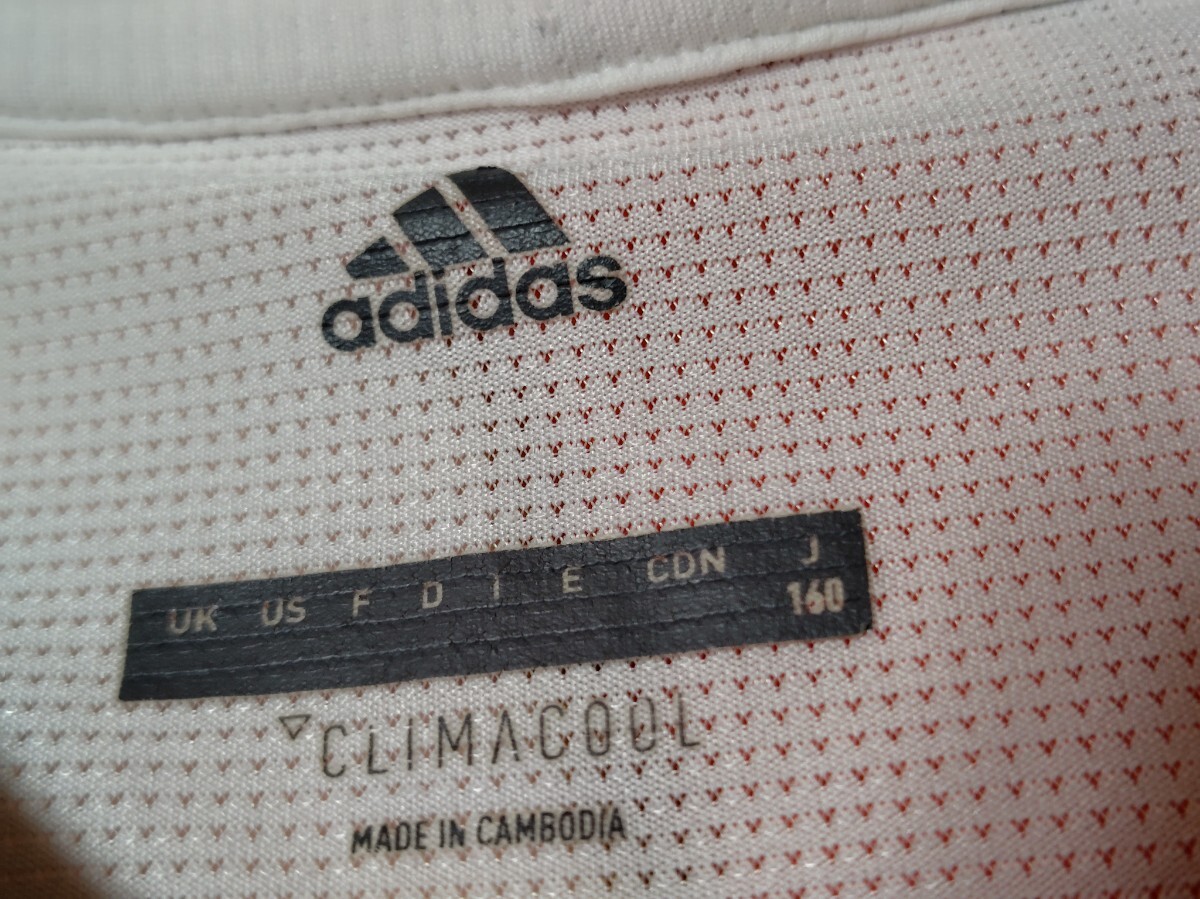 adidas
UK US F D I E CDN J
160
CLIMACOOL
MADE IN CAMBODIA